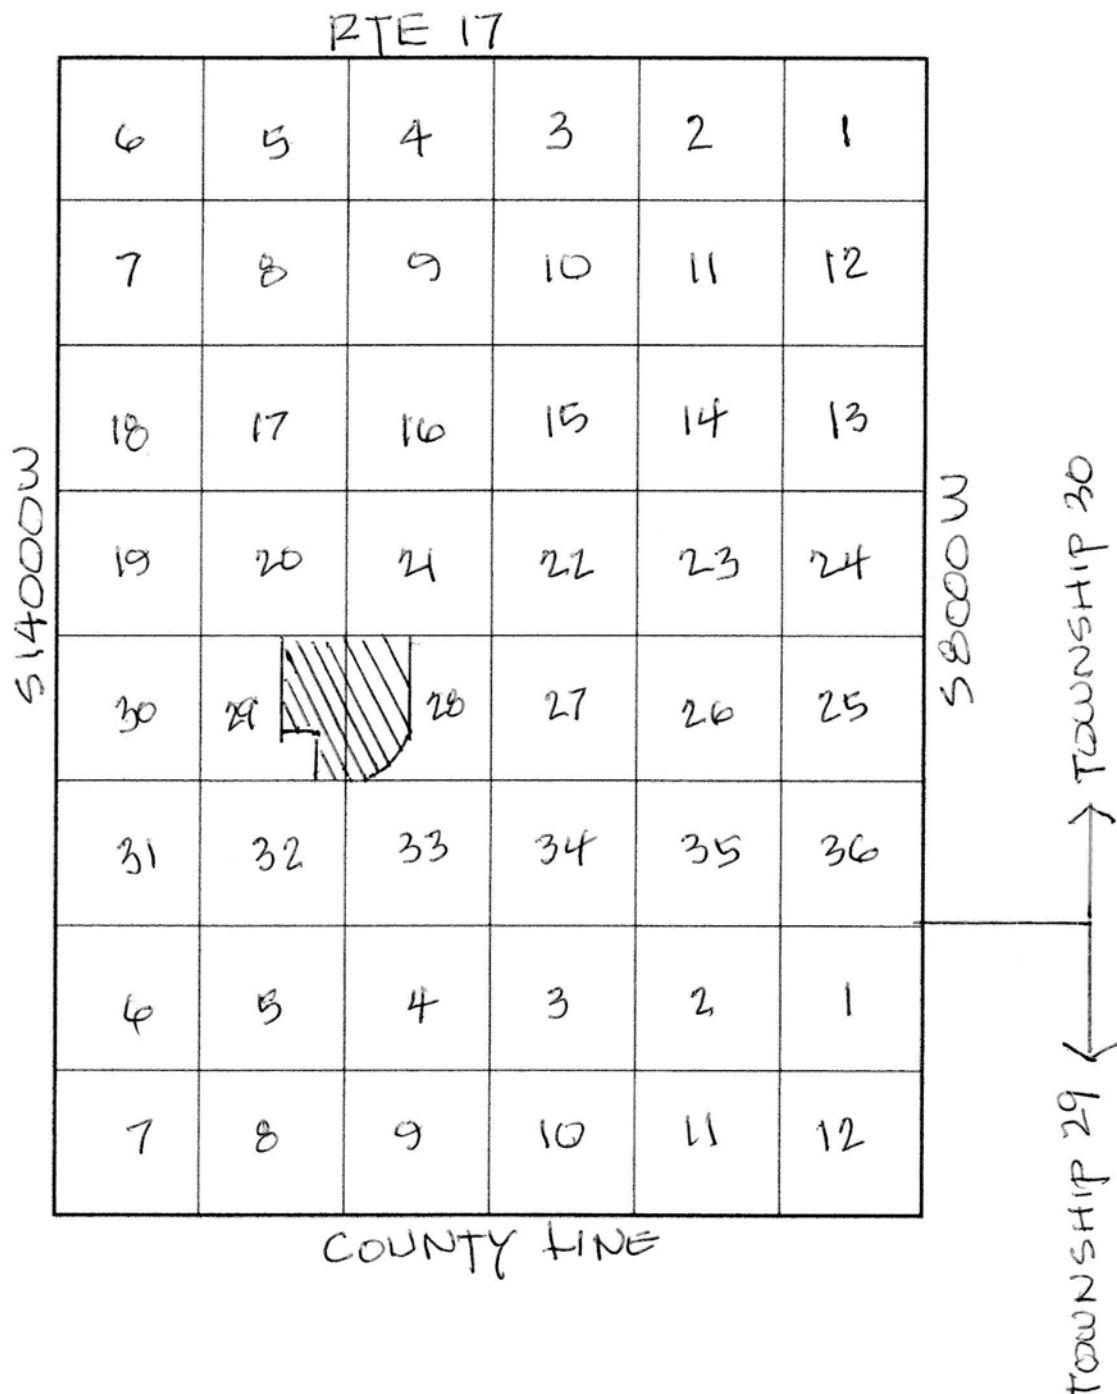 RTE 17
6 5 4 3 2 1
7 8 9 10 11 12
18 17 16 15 14 13
19 20 21 22 23 24
30 29 28 27 26 25
31 32 33 34 35 36
6 5 4 3 2 1
7 8 9 10 11 12
COUNTY LINE
S14000W
S8000W
TOWNSHIP 30
TOWNSHIP 29